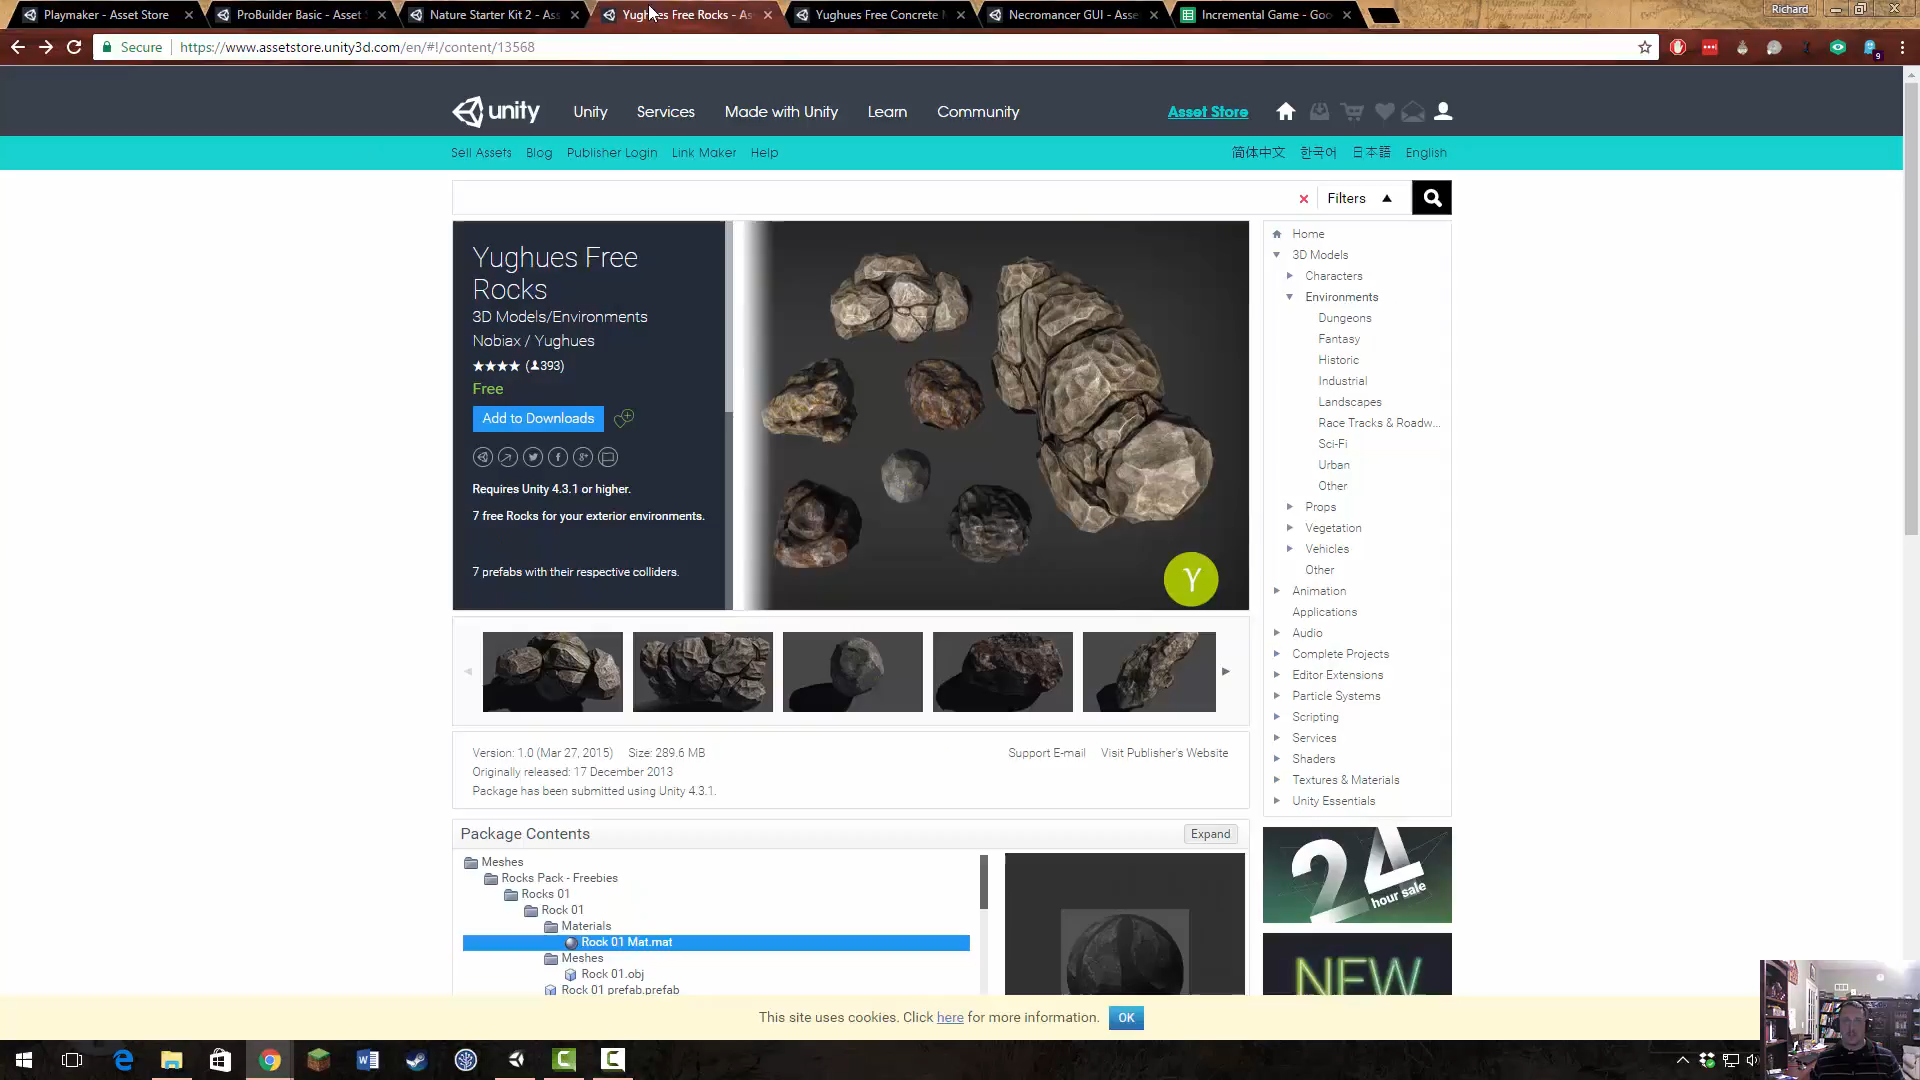 Playmaker - Asset Store
ProBuilder Basic - Asset
Nature Starter Kit 2 - As
Yughues Free Rocks - As
Yughues Free Concrete
Necromancer GUI - Asse
Incremental Game - Goo
Richard
Secure
https://www.assetstore.unity3d.com/en/#!/content/13568
9
unity
Unity
Services
Made with Unity
Learn
Community
Asset Store
Sell Assets
Blog
Publisher Login
Link Maker
Help
简体中文
한국어
日本語
English
Filters
Yughues Free
Rocks
3D Models/Environments
Nobiax / Yughues
(393)
Free
Add to Downloads
Requires Unity 4.3.1 or higher.
7 free Rocks for your exterior environments.
7 prefabs with their respective colliders.
Home
3D Models
Characters
Environments
Dungeons
Fantasy
Historic
Industrial
Landscapes
Race Tracks & Roadw...
Sci-Fi
Urban
Other
Props
Vegetation
Vehicles
Other
Animation
Applications
Audio
Complete Projects
Editor Extensions
Particle Systems
Scripting
Services
Shaders
Textures & Materials
Unity Essentials
Version: 1.0 (Mar 27, 2015) Size: 289.6 MB
Support E-mail Visit Publisher's Website
Originally released: 17 December 2013
Package has been submitted using Unity 4.3.1.
Package Contents
Expand
Meshes
Rocks Pack - Freebies
Rocks 01
Rock 01
Materials
Rock 01 Mat.mat
Meshes
Rock 01.obj
Rock 01 prefab.prefab
24
hour sale
NEW
This site uses cookies. Click here for more information.
OK